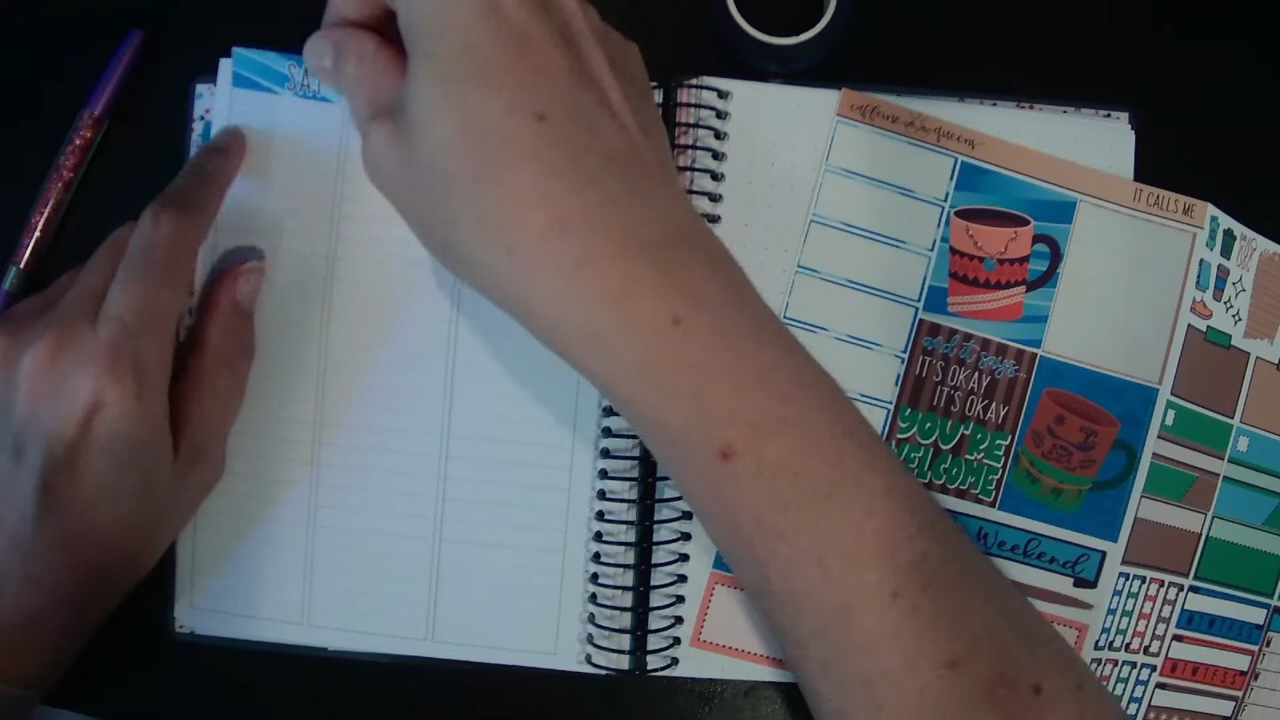 SAT
caffeine queens
IT CALLS ME
and it says...
IT'S OKAY
IT'S OKAY
YOU'RE
WELCOME
Weekend
M T W T F S S